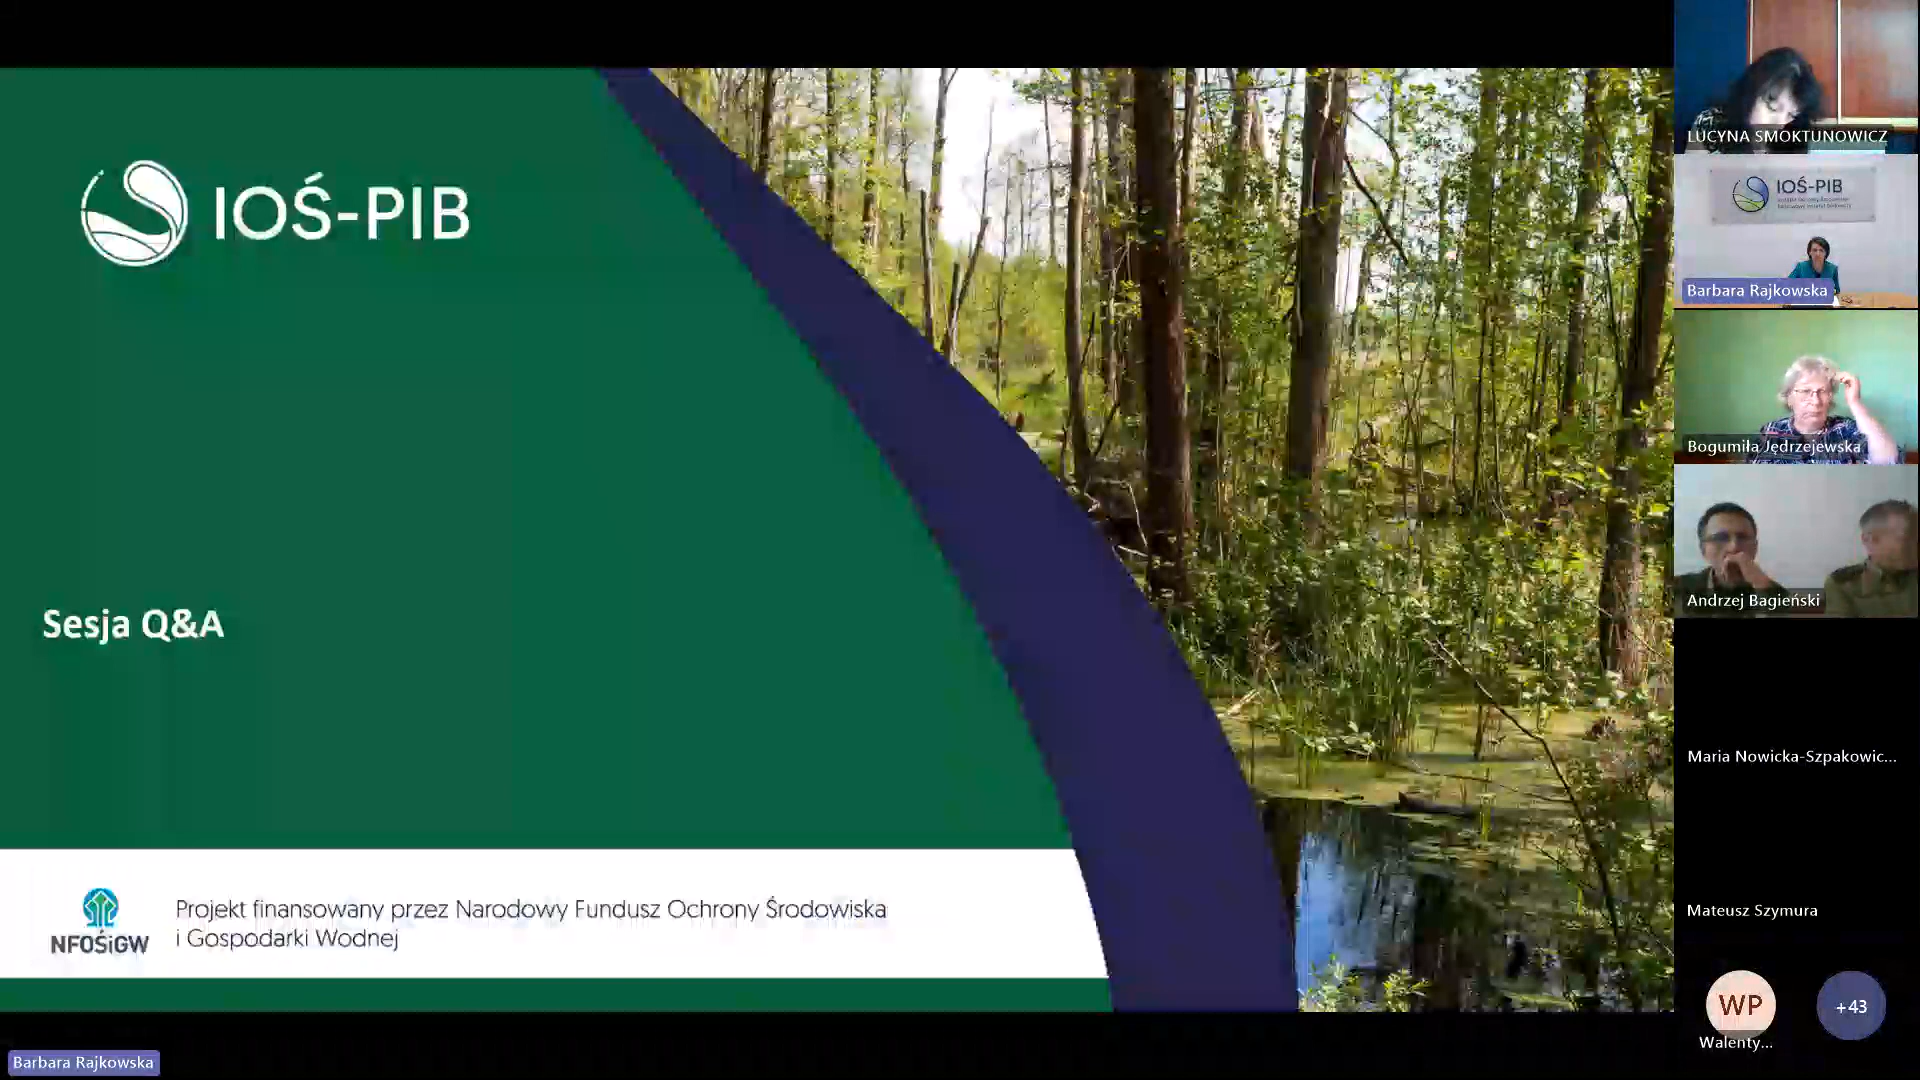 IOŚ-PIB
Sesja Q&A
NFOŚiGW
Projekt finansowany przez Narodowy Fundusz Ochrony Środowiska
i Gospodarki Wodnej
Barbara Rajkowska
LUCYNA SMOKTUNOWICZ
IOŚ-PIB
Barbara Rajkowska
Bogumiła Jędrzejewska
Andrzej Bagieński
Maria Nowicka-Szpakowic...
Mateusz Szymura
WP
+43
Walenty...